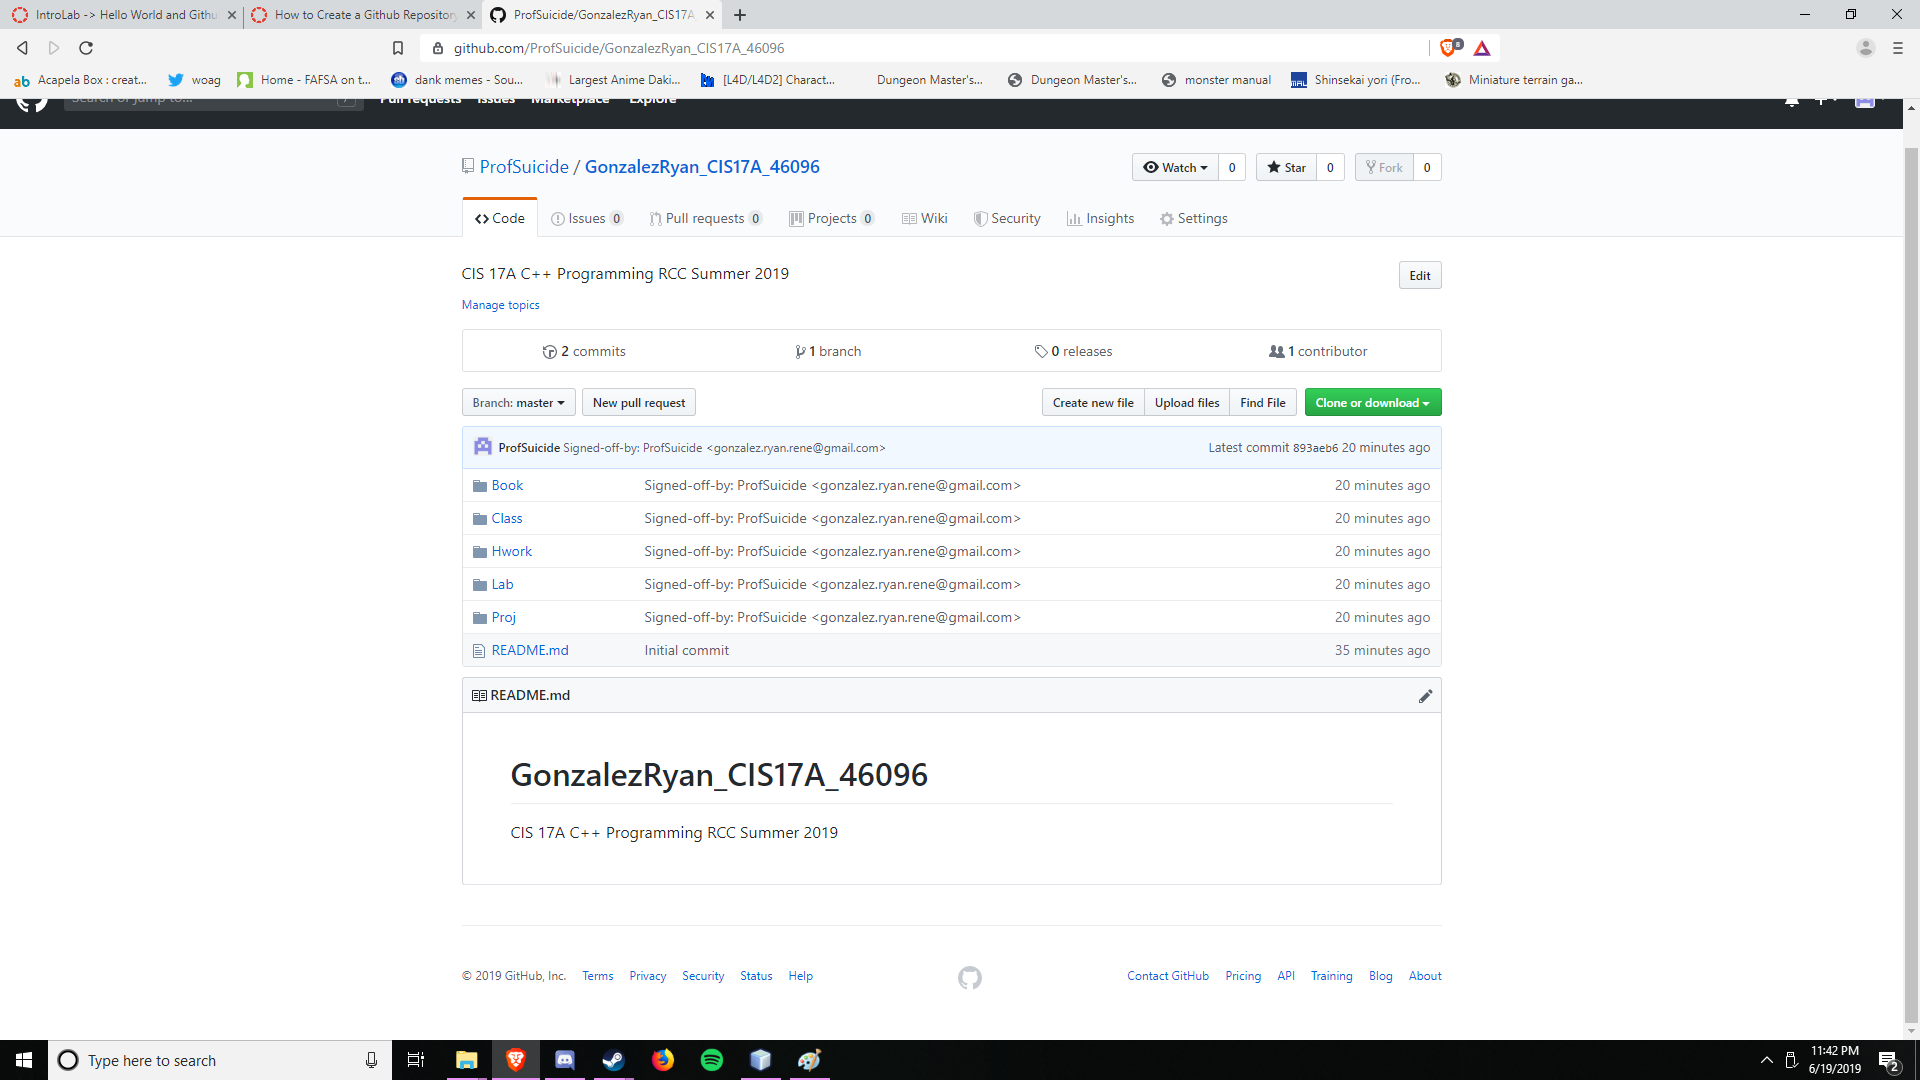 IntroLab -> Hello World and Githu
How to Create a Github Repository
ProfSuicide/GonzalezRyan_CIS17A
github.com/ProfSuicide/GonzalezRyan_CIS17A_46096
8
Acapela Box : creat...
woag
Home - FAFSA on t...
dank memes - Sou...
Largest Anime Daki...
[L4D/L4D2] Charact...
Dungeon Master's...
Dungeon Master's...
monster manual
Shinsekai yori (Fro...
Miniature terrain ga...
Search or jump to...
Pull requests Issues Marketplace Explore
ProfSuicide / GonzalezRyan_CIS17A_46096
Watch 0 Star 0 Fork 0
Code Issues 0 Pull requests 0 Projects 0 Wiki Security Insights Settings
CIS 17A C++ Programming RCC Summer 2019
Edit
Manage topics
2 commits 1 branch 0 releases 1 contributor
Branch: master New pull request Create new file Upload files Find File Clone or download
ProfSuicide Signed-off-by: ProfSuicide <gonzalez.ryan.rene@gmail.com> Latest commit 893aeb6 20 minutes ago
Book Signed-off-by: ProfSuicide <gonzalez.ryan.rene@gmail.com> 20 minutes ago
Class Signed-off-by: ProfSuicide <gonzalez.ryan.rene@gmail.com> 20 minutes ago
Hwork Signed-off-by: ProfSuicide <gonzalez.ryan.rene@gmail.com> 20 minutes ago
Lab Signed-off-by: ProfSuicide <gonzalez.ryan.rene@gmail.com> 20 minutes ago
Proj Signed-off-by: ProfSuicide <gonzalez.ryan.rene@gmail.com> 20 minutes ago
README.md Initial commit 35 minutes ago
README.md
GonzalezRyan_CIS17A_46096
CIS 17A C++ Programming RCC Summer 2019
© 2019 GitHub, Inc. Terms Privacy Security Status Help Contact GitHub Pricing API Training Blog About
Type here to search
11:42 PM
6/19/2019
2